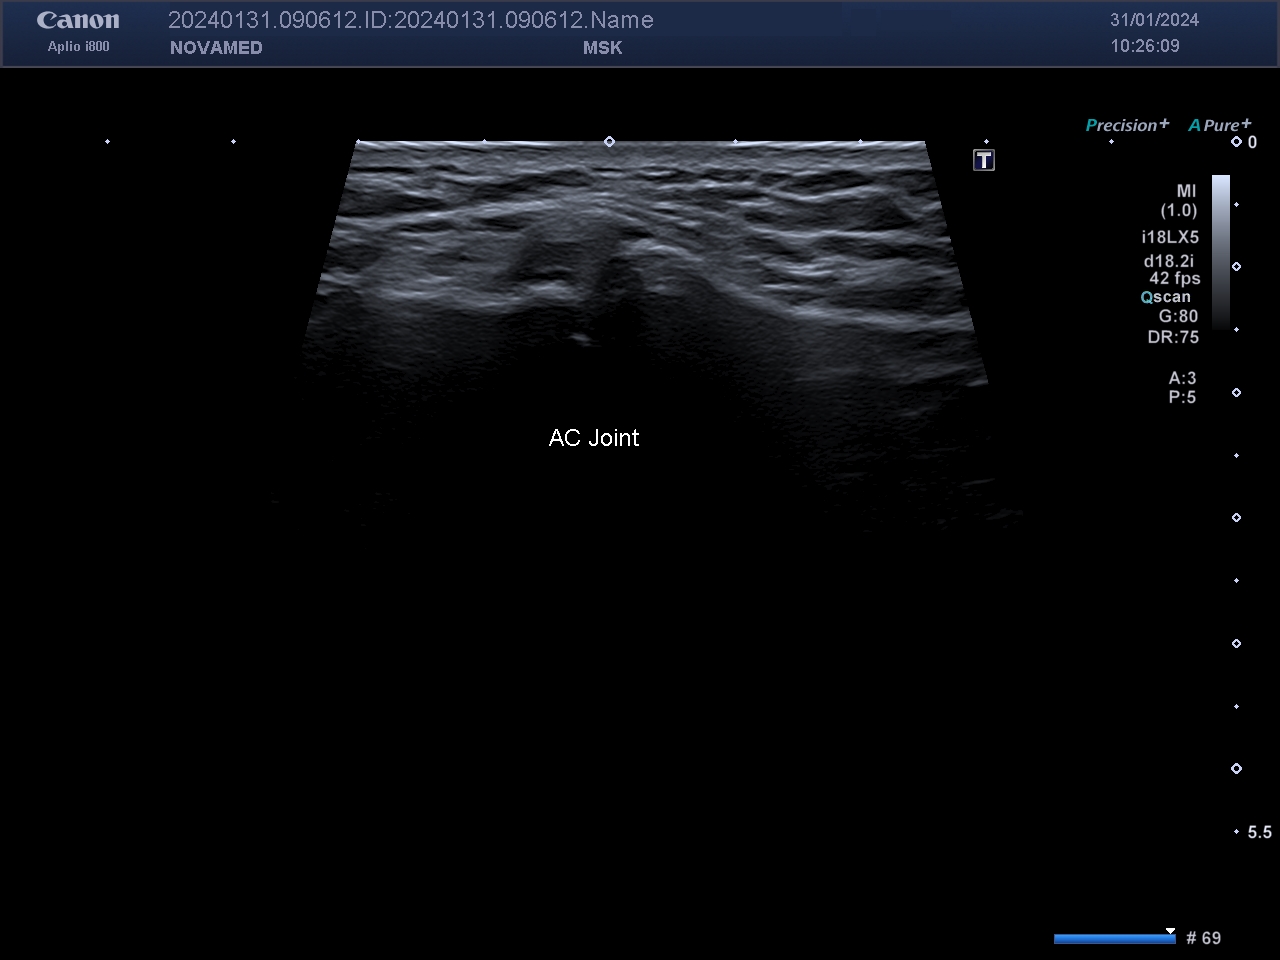 Canon
Aplio i800
20240131.090612.ID:20240131.090612.Name
NOVAMED
MSK
31/01/2024
10:26:09
Precision+ A Pure+
0
T
MI
(1.0)
i18LX5
d18.2i
42 fps
Qscan
G:80
DR:75
A:3
P:5
AC Joint
5.5
# 69